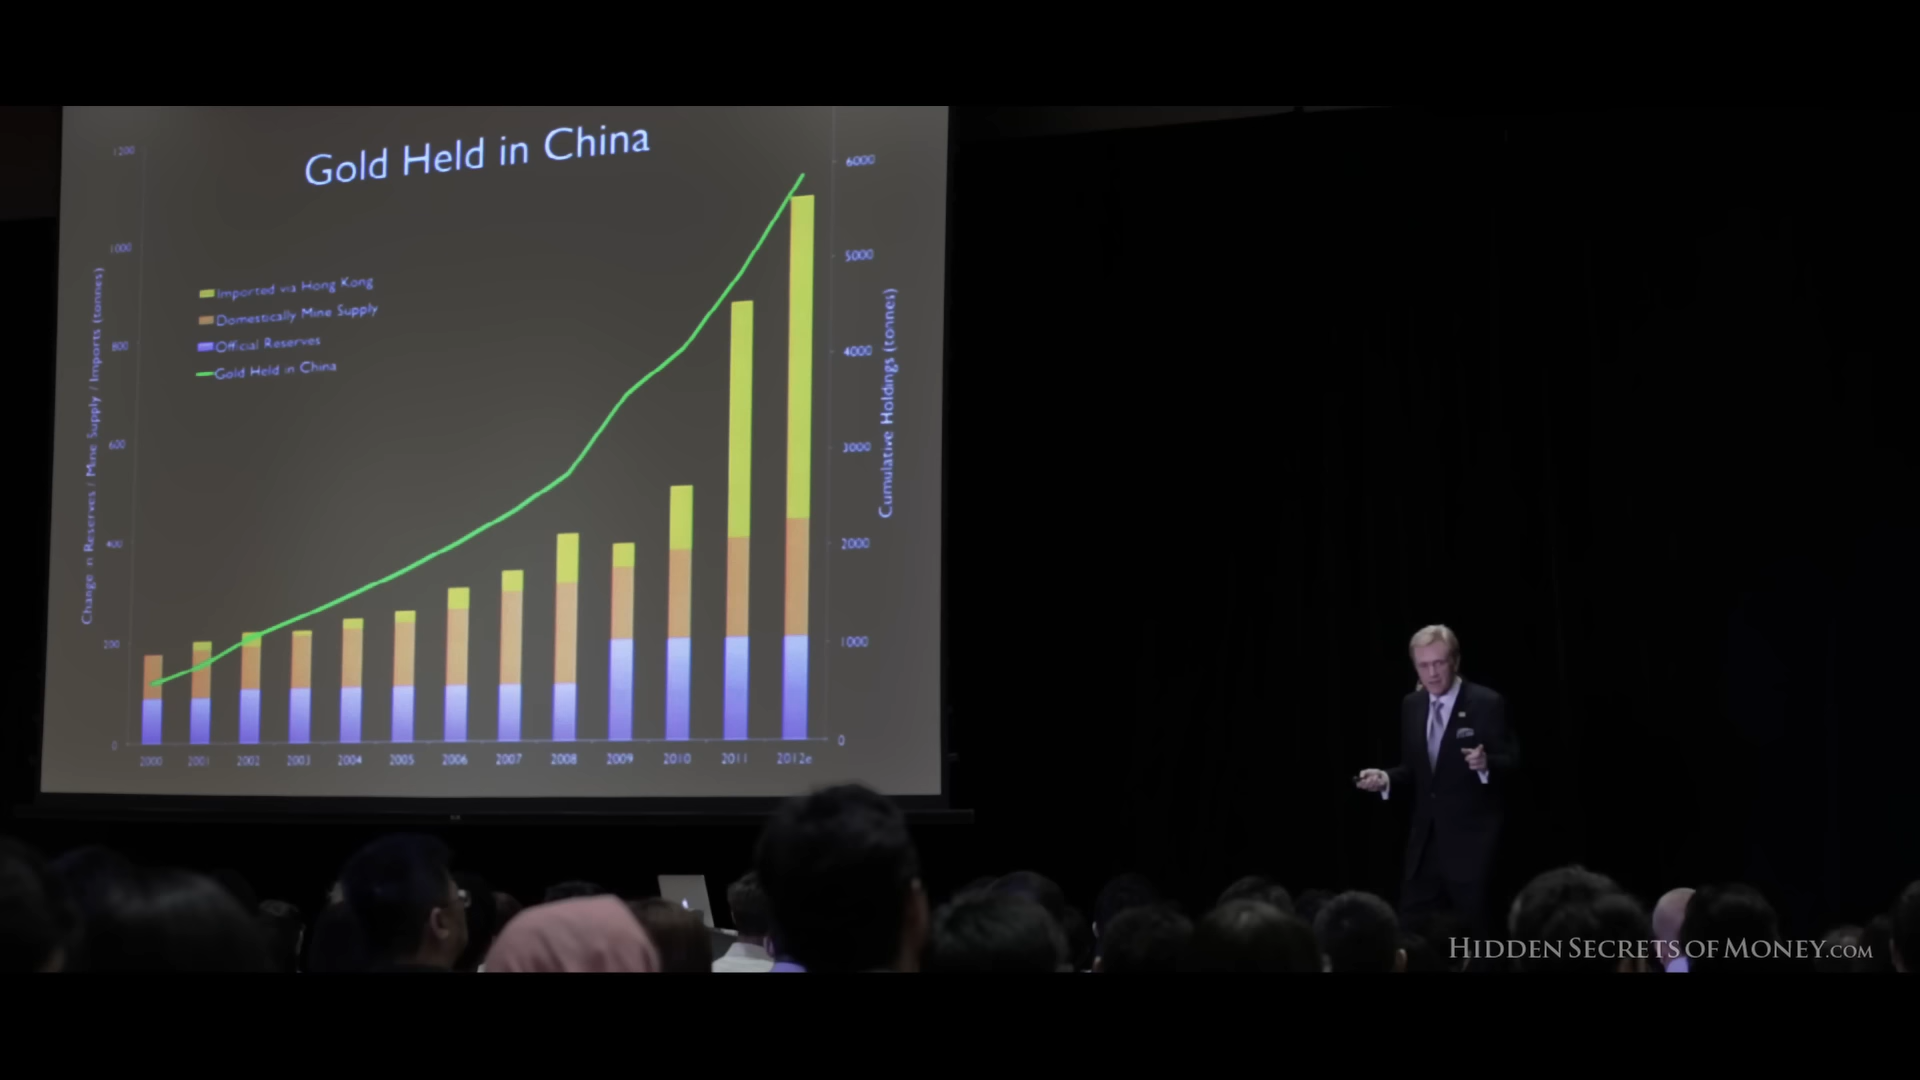 Gold Held in China
Imported via Hong Kong
Domestically Mine Supply
Official Reserves
Gold Held in China
Change in Reserves / Mine Supply / Imports (tonnes)
1200
1000
800
600
400
200
0
6000
5000
4000
3000
2000
1000
0
Cumulative Holdings (tonnes)
2000 2001 2002 2003 2004 2005 2006 2007 2008 2009 2010 2011 2012e
HIDDEN SECRETS OF MONEY.COM